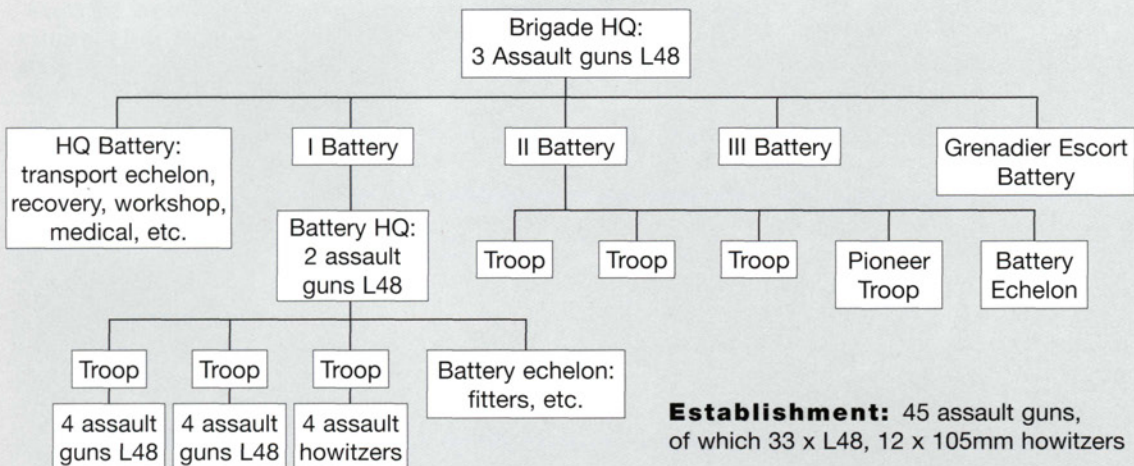 Brigade HQ:
3 Assault guns L48
HQ Battery:
transport echelon,
recovery, workshop,
medical, etc.
I Battery
II Battery
III Battery
Grenadier Escort
Battery
Battery HQ:
2 assault
guns L48
Troop
Troop
Troop
Pioneer
Troop
Battery
Echelon
Troop
Troop
Troop
Battery echelon:
fitters, etc.
4 assault
guns L48
4 assault
guns L48
4 assault
howitzers
Establishment: 45 assault guns,
of which 33 x L48, 12 x 105mm howitzers